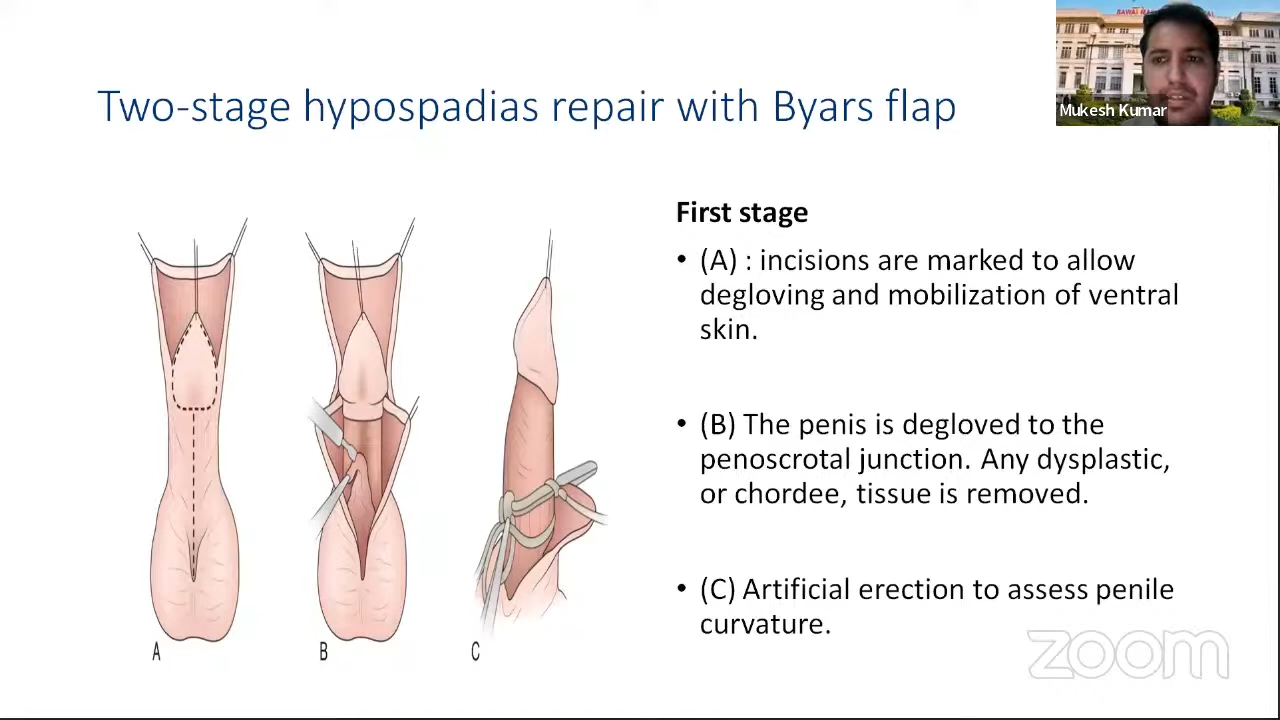 Two-stage hypospadias repair with Byars flap
Mukesh Kumar
First stage
• (A) : incisions are marked to allow
degloving and mobilization of ventral
skin.
• (B) The penis is degloved to the
penoscrotal junction. Any dysplastic,
or chordee, tissue is removed.
• (C) Artificial erection to assess penile
curvature.
A
B
C
zoom